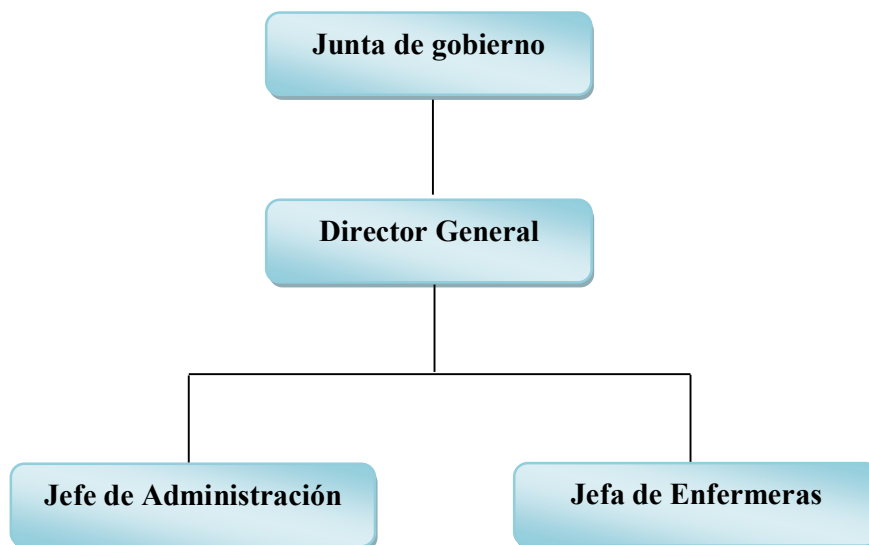 Junta de gobierno
Director General
Jefe de Administración
Jefa de Enfermeras